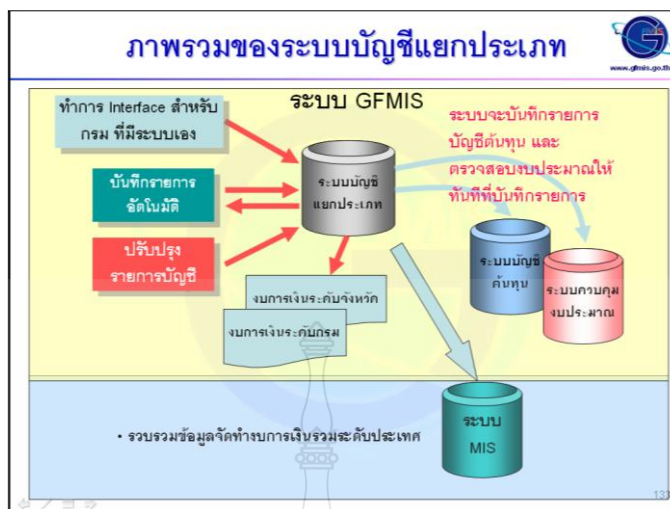 ภาพรวมของระบบบัญชีแยกประเภท
www.gfmis.go.th
ระบบ GFMIS
ทำการ Interface สำหรับ
กรม ที่มีระบบเอง
บันทึกรายการ
อัตโนมัติ
ปรับปรุง
รายการบัญชี
ระบบบัญชี
แยกประเภท
ระบบจะบันทึกรายการ
บัญชีต้นทุน และ
ตรวจสอบงบประมาณให้
ทันทีที่บันทึกรายการ
ระบบบัญชี
ต้นทุน
ระบบควบคุม
งบประมาณ
งบการเงินระดับจังหวัด
งบการเงินระดับกรม
• รวบรวมข้อมูลจัดทำงบการเงินรวมระดับประเทศ
ระบบ
MIS